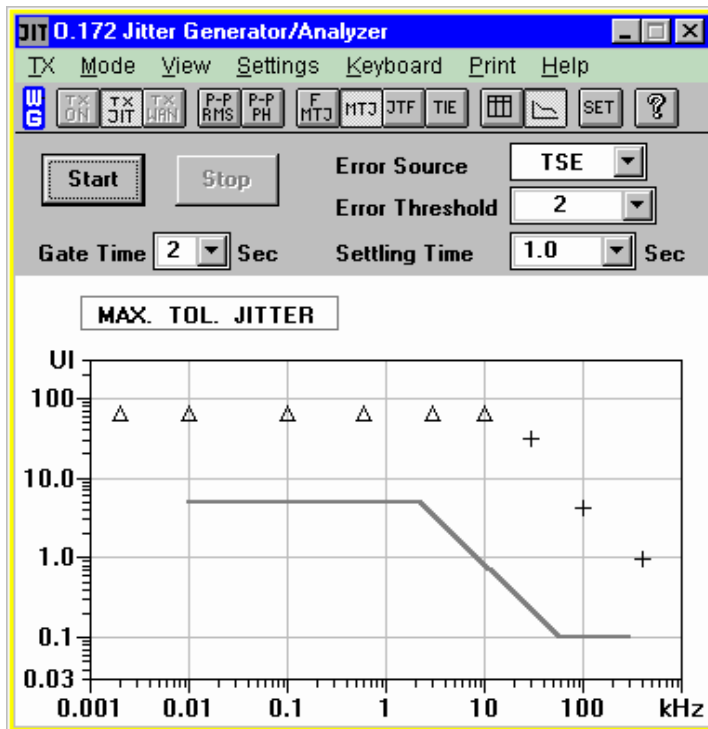 JIT O.172 Jitter Generator/Analyzer
TX Mode View Settings Keyboard Print Help
W G TX ON TX JIT TX WAN P-P RMS P-P PH F MTJ MTJ JTF TIE SET ?
Start Stop Error Source TSE
Error Threshold 2
Gate Time 2 Sec Settling Time 1.0 Sec
MAX. TOL. JITTER
UI
100
10.0
1.0
0.1
0.03
0.001 0.01 0.1 1 10 100 kHz